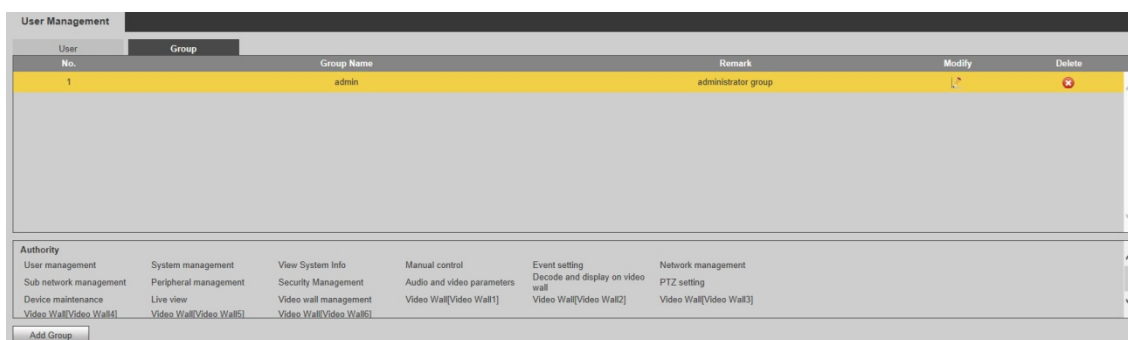 User Management
User Group
No. Group Name Remark Modify Delete
1 admin administrator group
Authority
User management System management View System Info Manual control Event setting Network management
Sub network management Peripheral management Security Management Audio and video parameters Decode and display on video wall PTZ setting
Device maintenance Live view Video wall management Video Wall[Video Wall1] Video Wall[Video Wall2] Video Wall[Video Wall3]
Video Wall[Video Wall4] Video Wall[Video Wall5] Video Wall[Video Wall6]
Add Group